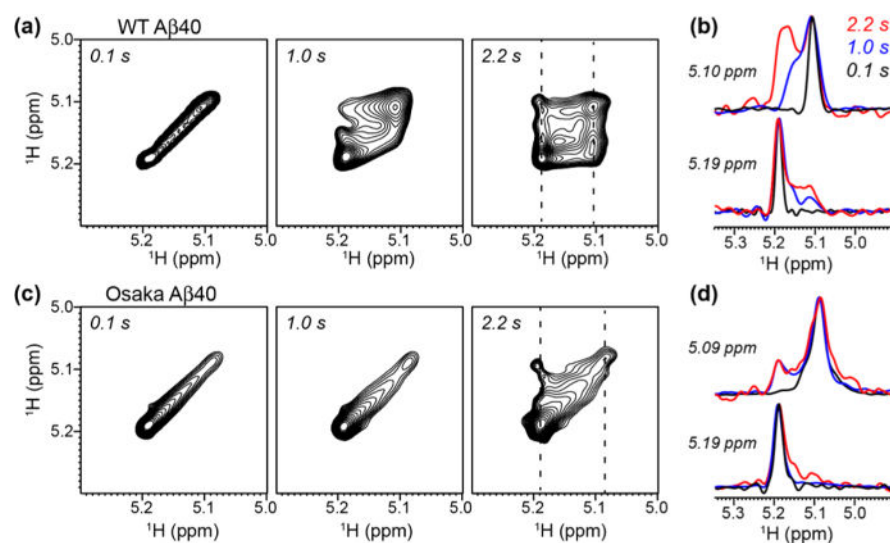 (a) WT Aβ40
0.1 s 1.0 s 2.2 s
5.0
5.1
5.2
¹H (ppm)
5.2 5.1 5.0 5.2 5.1 5.0 5.2 5.1 5.0
¹H (ppm) ¹H (ppm) ¹H (ppm)
(b)
2.2 s
1.0 s
0.1 s
5.10 ppm
5.19 ppm
5.3 5.2 5.1 5.0
¹H (ppm)
(c) Osaka Aβ40
0.1 s 1.0 s 2.2 s
5.0
5.1
5.2
¹H (ppm)
5.2 5.1 5.0 5.2 5.1 5.0 5.2 5.1 5.0
¹H (ppm) ¹H (ppm) ¹H (ppm)
(d)
5.09 ppm
5.19 ppm
5.3 5.2 5.1 5.0
¹H (ppm)